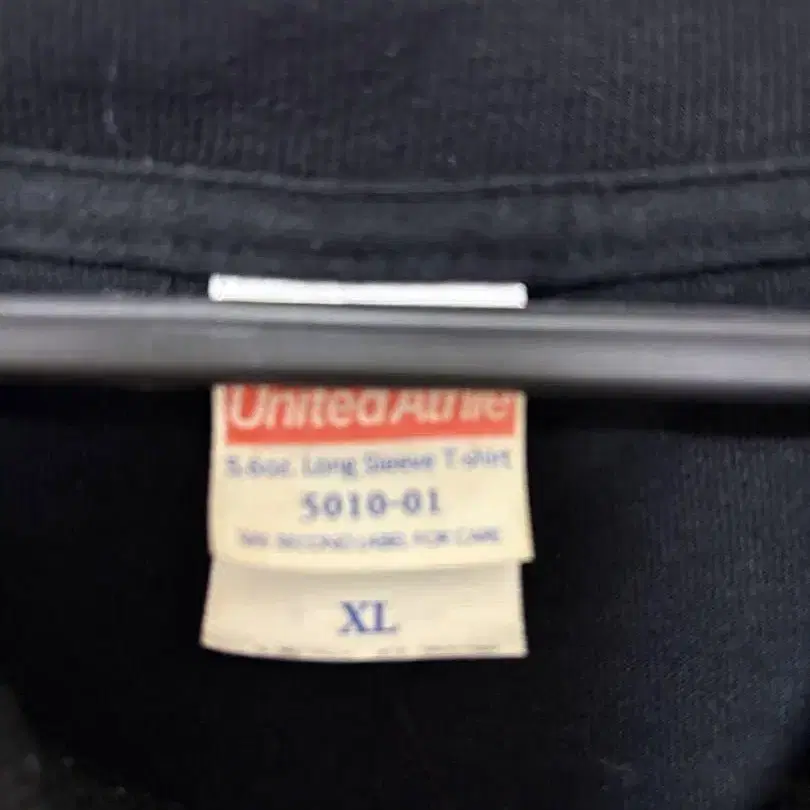 United Athle
5.6oz. Long Sleeve T-shirt
5010-01
SEE SECOND LABEL FOR CARE
XL